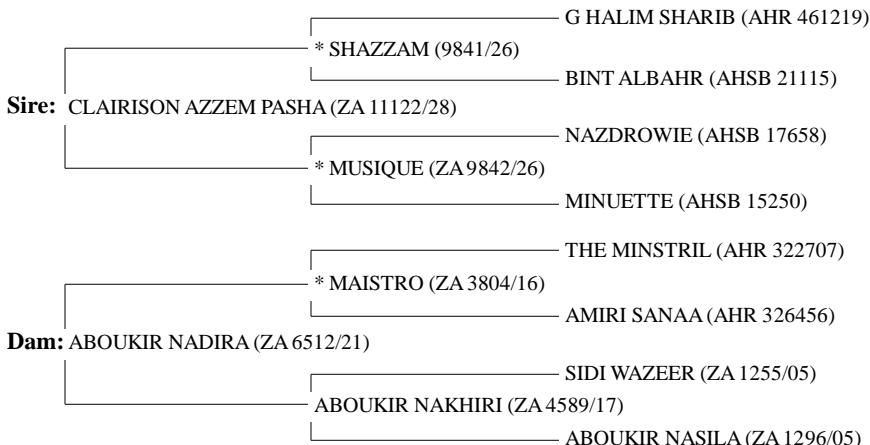 G HALIM SHARIB (AHR 461219)
* SHAZZAM (9841/26)
BINT ALBAHR (AHSB 21115)
Sire: CLAIRISON AZZEM PASHA (ZA 11122/28)
NAZDROWIE (AHSB 17658)
* MUSIQUE (ZA 9842/26)
MINUETTE (AHSB 15250)
THE MINSTRIL (AHR 322707)
* MAISTRO (ZA 3804/16)
AMIRI SANAA (AHR 326456)
Dam: ABOUKIR NADIRA (ZA 6512/21)
SIDI WAZEER (ZA 1255/05)
ABOUKIR NAKHIRI (ZA 4589/17)
ABOUKIR NASILA (ZA 1296/05)